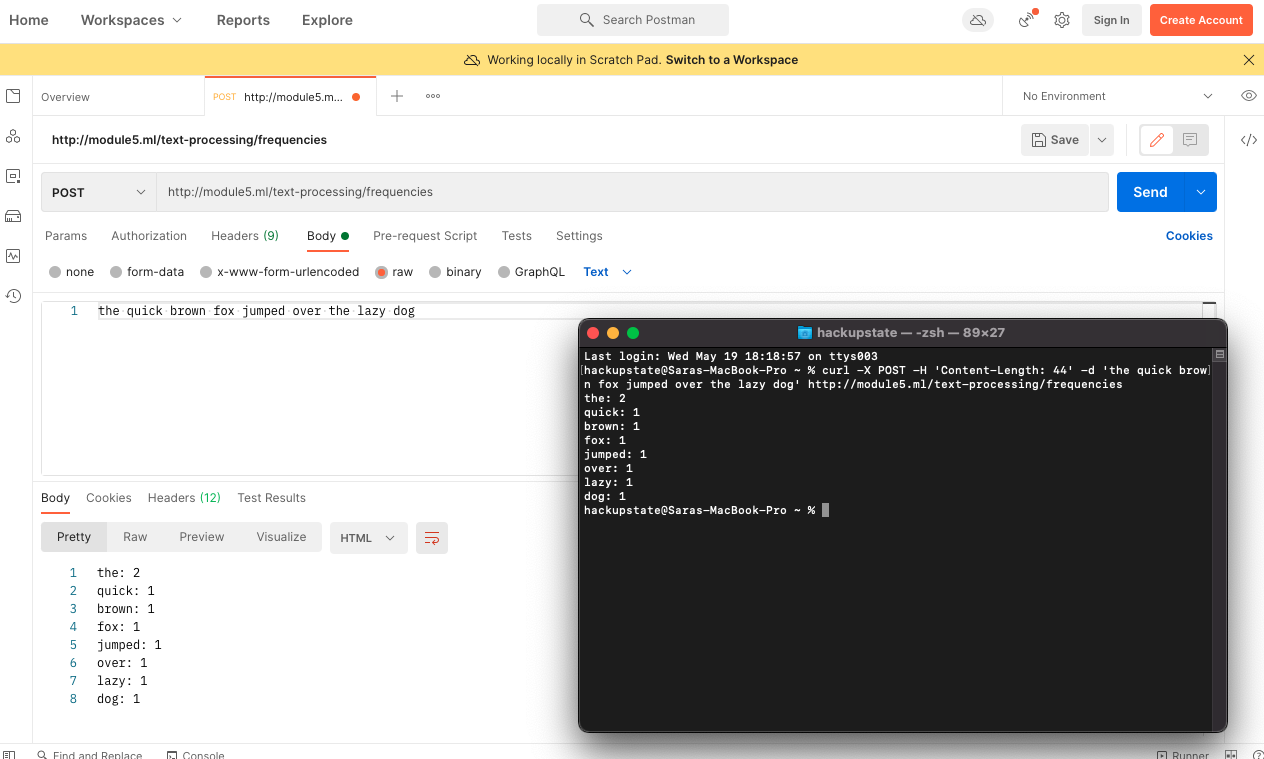 Home Workspaces Reports Explore Search Postman Sign In Create Account
Working locally in Scratch Pad. Switch to a Workspace
Overview POST http://module5.m... No Environment
http://module5.ml/text-processing/frequencies Save
POST http://module5.ml/text-processing/frequencies Send
Params Authorization Headers (9) Body Pre-request Script Tests Settings Cookies
none form-data x-www-form-urlencoded raw binary GraphQL Text
1 the quick brown fox jumped over the lazy dog
hackupstate — -zsh — 89×27
Last login: Wed May 19 18:18:57 on ttys003
[hackupstate@Saras-MacBook-Pro ~ % curl -X POST -H 'Content-Length: 44' -d 'the quick brow]
n fox jumped over the lazy dog' http://module5.ml/text-processing/frequencies
the: 2
quick: 1
brown: 1
fox: 1
jumped: 1
over: 1
lazy: 1
dog: 1
hackupstate@Saras-MacBook-Pro ~ %
Body Cookies Headers (12) Test Results
Pretty Raw Preview Visualize HTML
1 the: 2
2 quick: 1
3 brown: 1
4 fox: 1
5 jumped: 1
6 over: 1
7 lazy: 1
8 dog: 1
Find and Replace Console Runner